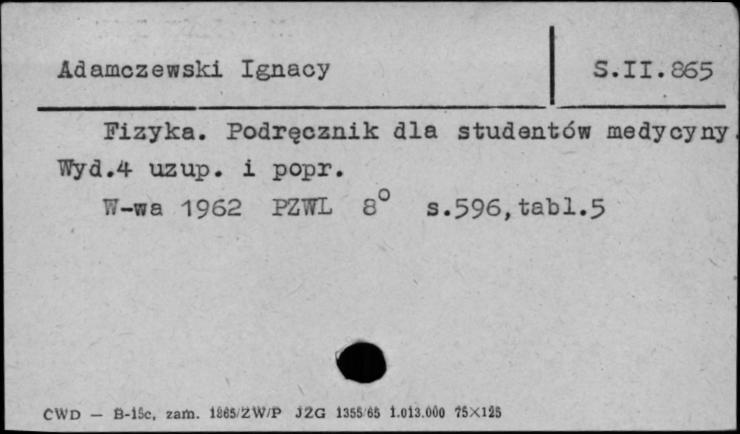 Adamczewski Ignacy
S.II.865
Fizyka. Podręcznik dla studentów medycyny.
Wyd.4 uzup. i popr.
W-wa 1962 PZWL 8° s.596,tabl.5
CWD — B-15c, zam. 1865/ZW/P JZG 1355/65 1.013.000 75×125